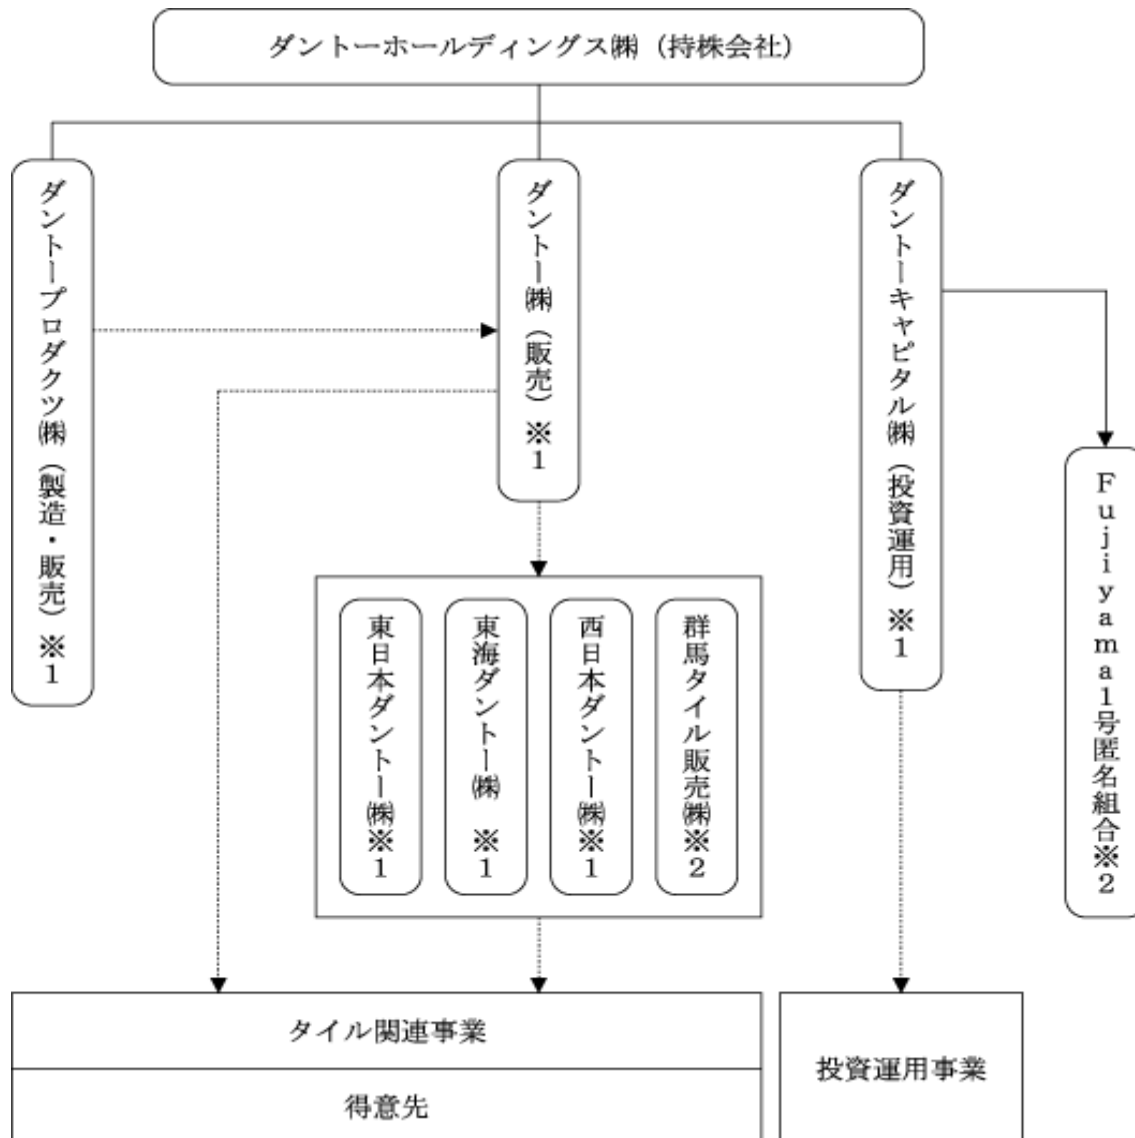 ダントーホールディングス㈱（持株会社）
ダントープロダクツ㈱（製造・販売）※1
ダントー㈱（販売）※1
ダントーキャピタル㈱（投資運用）※1
Fujiyama1号匿名組合※2
東日本ダントー㈱※1
東海ダントー㈱　※1
西日本ダントー㈱※1
群馬タイル販売㈱※2
タイル関連事業
得意先
投資運用事業